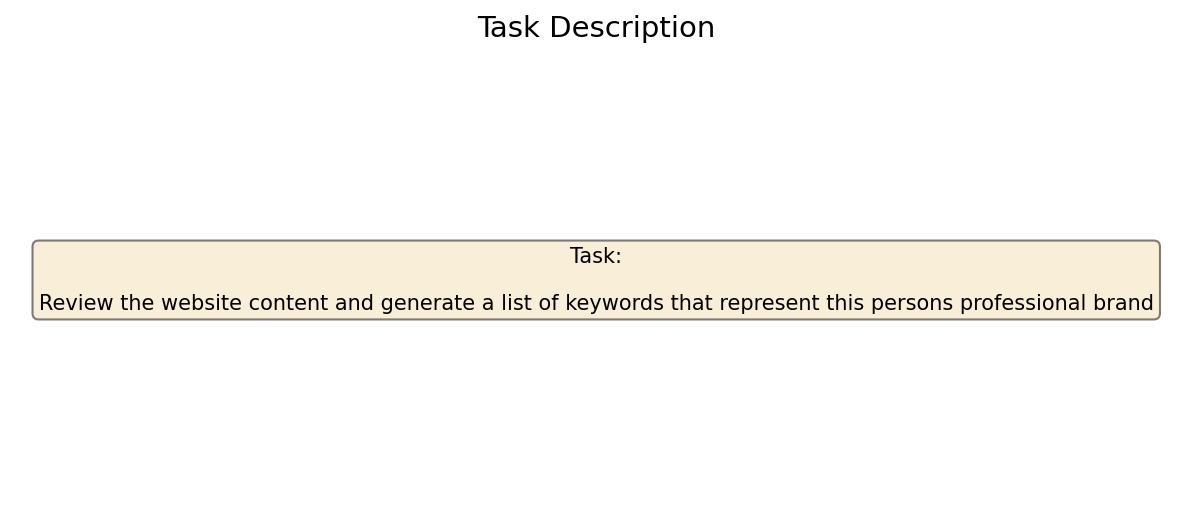 Task Description
Task:
Review the website content and generate a list of keywords that represent this persons professional brand